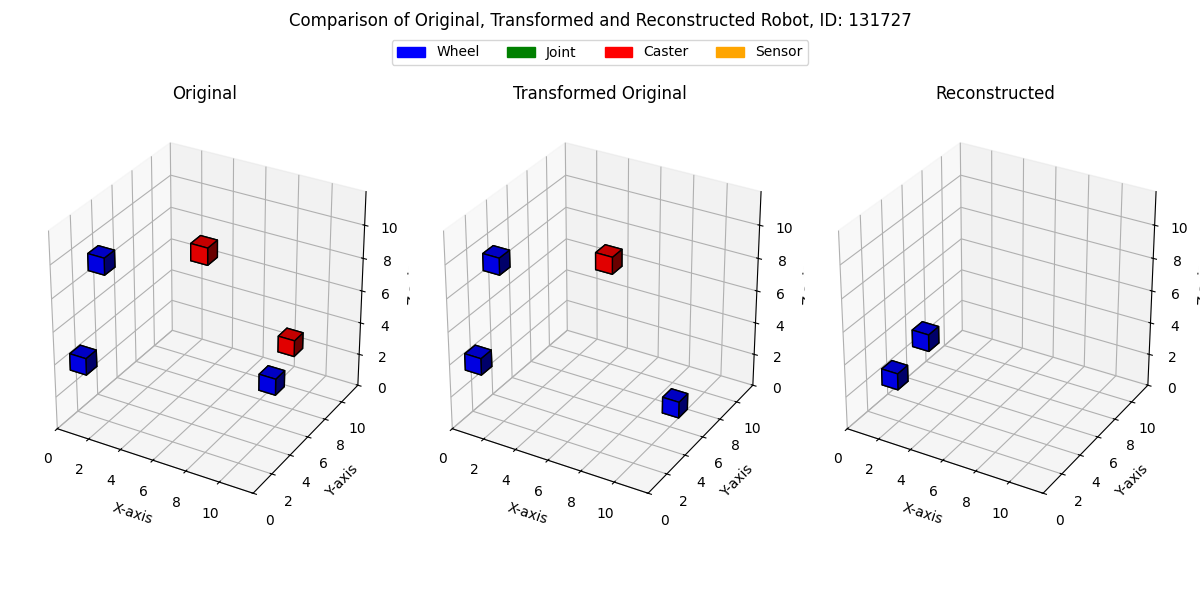 Comparison of Original, Transformed and Reconstructed Robot, ID: 131727
Wheel Joint Caster Sensor
Original Transformed Original Reconstructed
0 2 4 6 8 10
X-axis
0 2 4 6 8 10
Y-axis
0 2 4 6 8 10
0 2 4 6 8 10
X-axis
0 2 4 6 8 10
Y-axis
0 2 4 6 8 10
0 2 4 6 8 10
X-axis
0 2 4 6 8 10
Y-axis
0 2 4 6 8 10